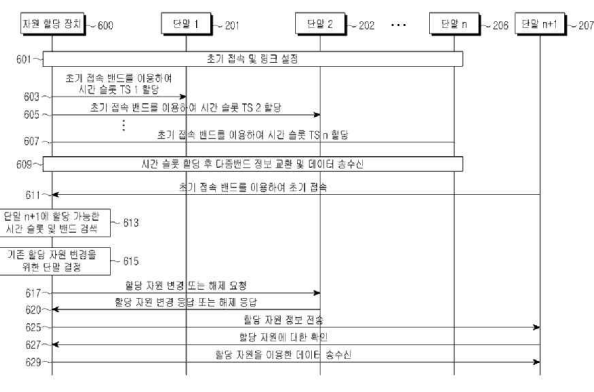 자원 할당 장치 600 단말 1 201 단말 2 202 ... 단말 n 206 단말 n+1 207
601 초기 접속 및 링크 설정
초기 접속 밴드를 이용하여
603 시간 슬롯 TS 1 할당
605 초기 접속 밴드를 이용하여 시간 슬롯 TS 2 할당
607 초기 접속 밴드를 이용하여 시간 슬롯 TS n 할당
609 시간 슬롯 할당 후 다중밴드 정보 교환 및 데이터 송수신
611 초기 접속 밴드를 이용하여 초기 접속
단말 n+1에 할당 가능한
시간 슬롯 및 밴드 검색 613
기존 할당 자원 변경을
위한 단말 결정 615
617 할당 자원 변경 또는 해제 요청
620 할당 자원 변경 응답 또는 해제 응답
625 할당 자원 정보 전송
627 할당 자원에 대한 확인
629 할당 자원을 이용한 데이터 송수신